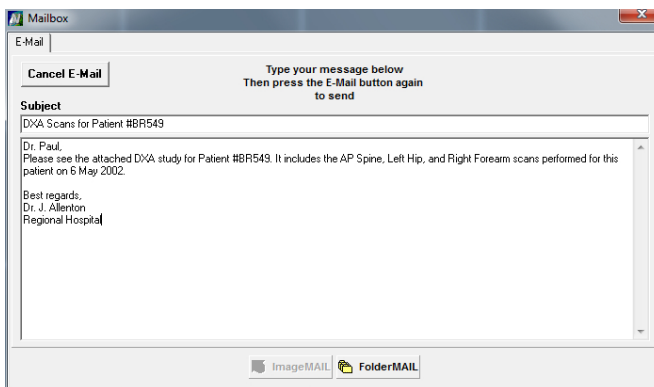 Mailbox
E-Mail
Cancel E-Mail
Type your message below
Then press the E-Mail button again
to send
Subject
DXA Scans for Patient #BR549
Dr. Paul,
Please see the attached DXA study for Patient #BR549. It includes the AP Spine, Left Hip, and Right Forearm scans performed for this
patient on 6 May 2002.
Best regards,
Dr. J. Allenton
Regional Hospital
ImageMAIL
FolderMAIL